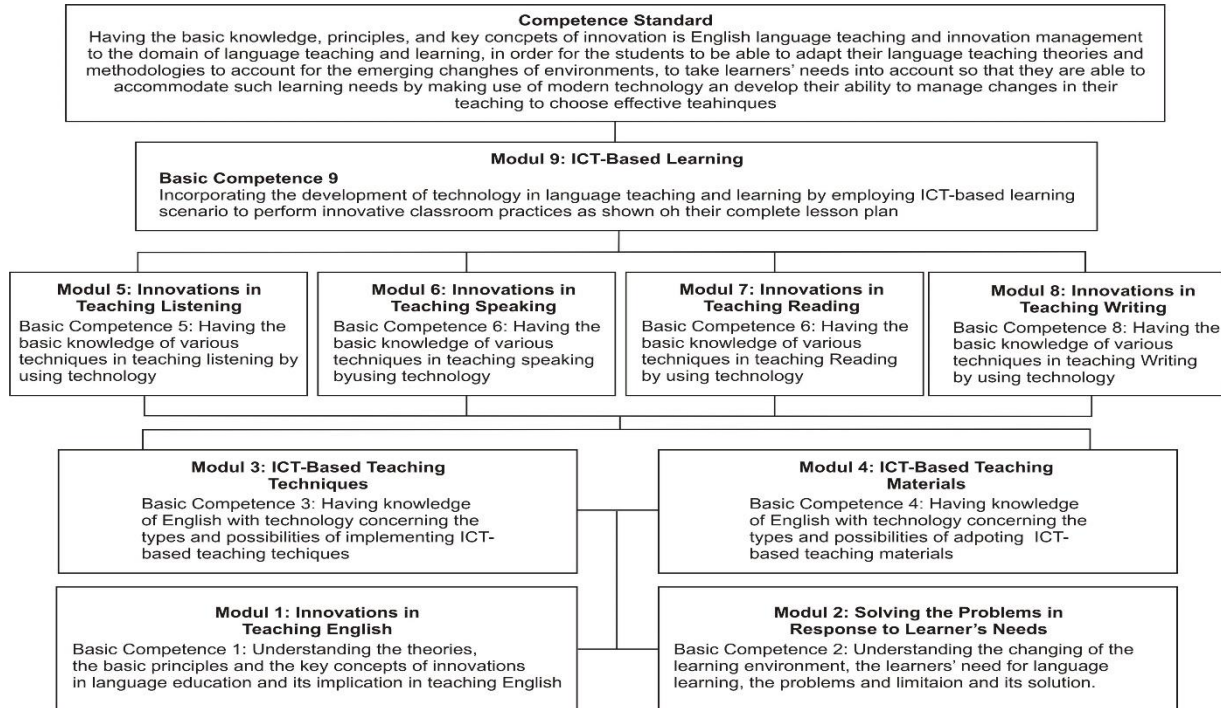 Competence Standard
Having the basic knowledge, principles, and key concpets of innovation is English language teaching and innovation management
to the domain of language teaching and learning, in order for the students to be able to adapt their language teaching theories and
methodologies to account for the emerging changhes of environments, to take learners’ needs into account so that they are able to
accommodate such learning needs by making use of modern technology an develop their ability to manage changes in their
teaching to choose effective teahinques
Modul 9: ICT-Based Learning
Basic Competence 9
Incorporating the development of technology in language teaching and learning by employing ICT-based learning
scenario to perform innovative classroom practices as shown oh their complete lesson plan
Modul 5: Innovations in
Teaching Listening
Basic Competence 5: Having the
basic knowledge of various
techniques in teaching listening by
using technology
Modul 6: Innovations in
Teaching Speaking
Basic Competence 6: Having the
basic knowledge of various
techniques in teaching speaking
byusing technology
Modul 7: Innovations in
Teaching Reading
Basic Competence 6: Having the
basic knowledge of various
techniques in teaching Reading
by using technology
Modul 8: Innovations in
Teaching Writing
Basic Competence 8: Having the
basic knowledge of various
techniques in teaching Writing
by using technology
Modul 3: ICT-Based Teaching
Techniques
Basic Competence 3: Having knowledge
of English with technology concerning the
types and possibilities of implementing ICT-
based teaching techiques
Modul 4: ICT-Based Teaching
Materials
Basic Competence 4: Having knowledge
of English with technology concerning the
types and possibilities of adpoting ICT-
based teaching materials
Modul 1: Innovations in
Teaching English
Basic Competence 1: Understanding the theories,
the basic principles and the key concepts of innovations
in language education and its implication in teaching English
Modul 2: Solving the Problems in
Response to Learner’s Needs
Basic Competence 2: Understanding the changing of the
learning environment, the learners’ need for language
learning, the problems and limitaion and its solution.